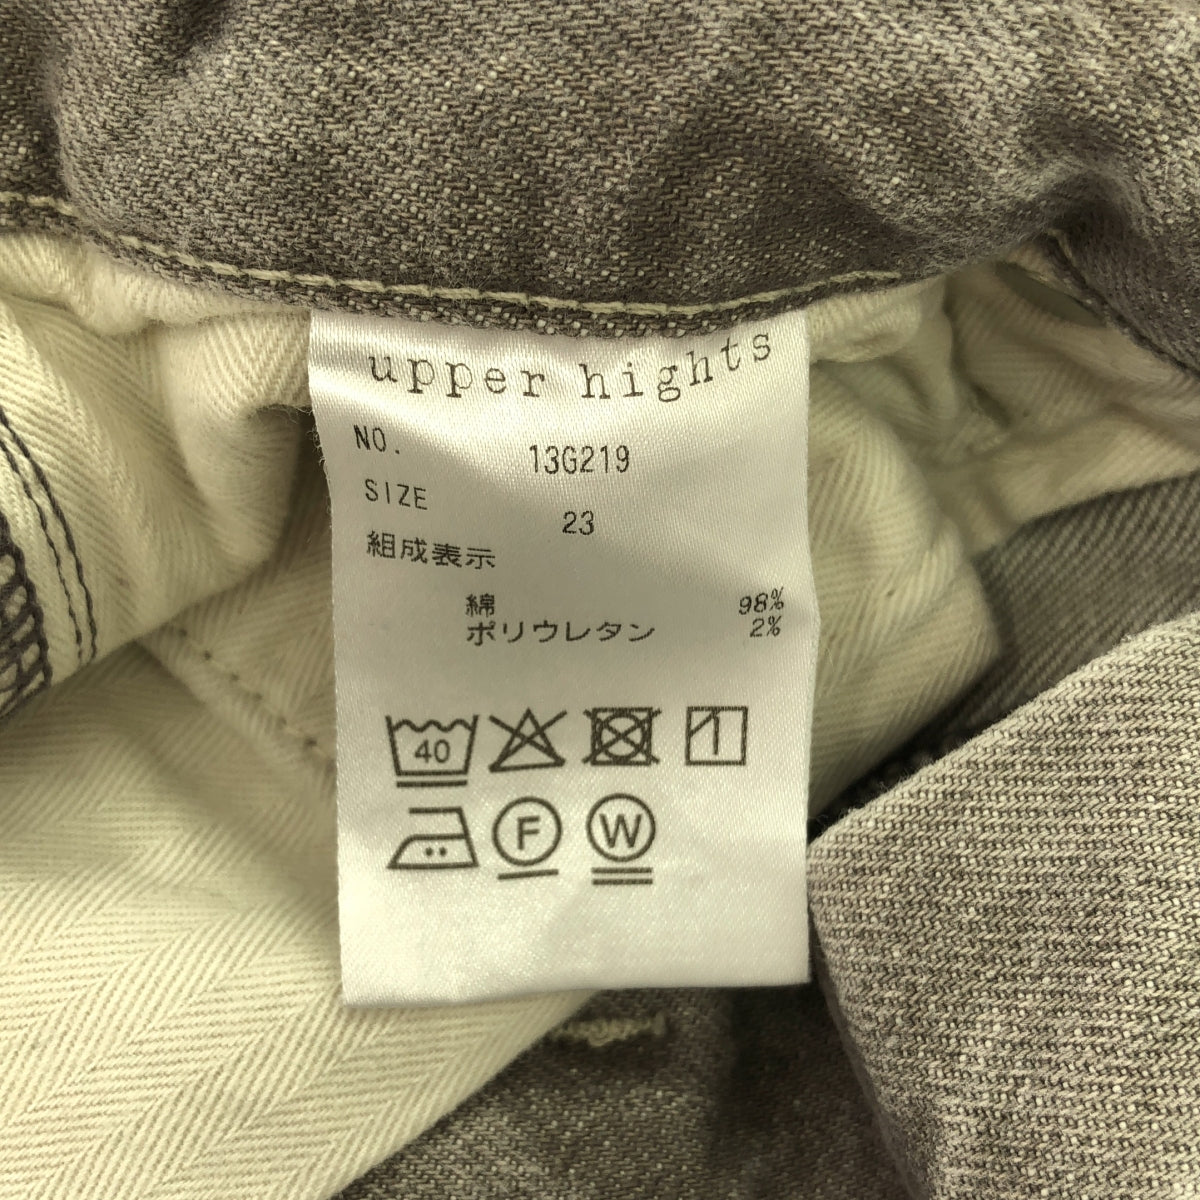 upper hights
NO. 13G219
SIZE 23
組成表示
綿 98%
ポリウレタン 2%
40
F W